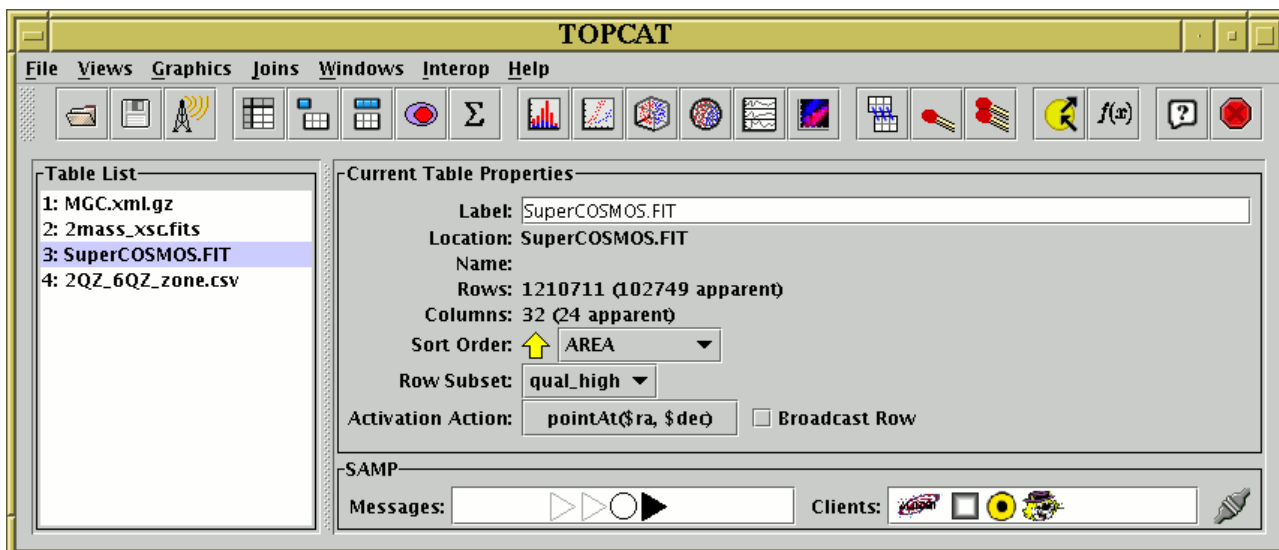 TOPCAT
File Views Graphics Joins Windows Interop Help
Σ f(x) ?
Table List
1: MGC.xml.gz
2: 2mass_xsc.fits
3: SuperCOSMOS.FIT
4: 2QZ_6QZ_zone.csv
Current Table Properties
Label: SuperCOSMOS.FIT
Location: SuperCOSMOS.FIT
Name:
Rows: 1210711 (102749 apparent)
Columns: 32 (24 apparent)
Sort Order: AREA
Row Subset: qual_high
Activation Action: pointAt($ra, $dec) Broadcast Row
SAMP
Messages: Clients: